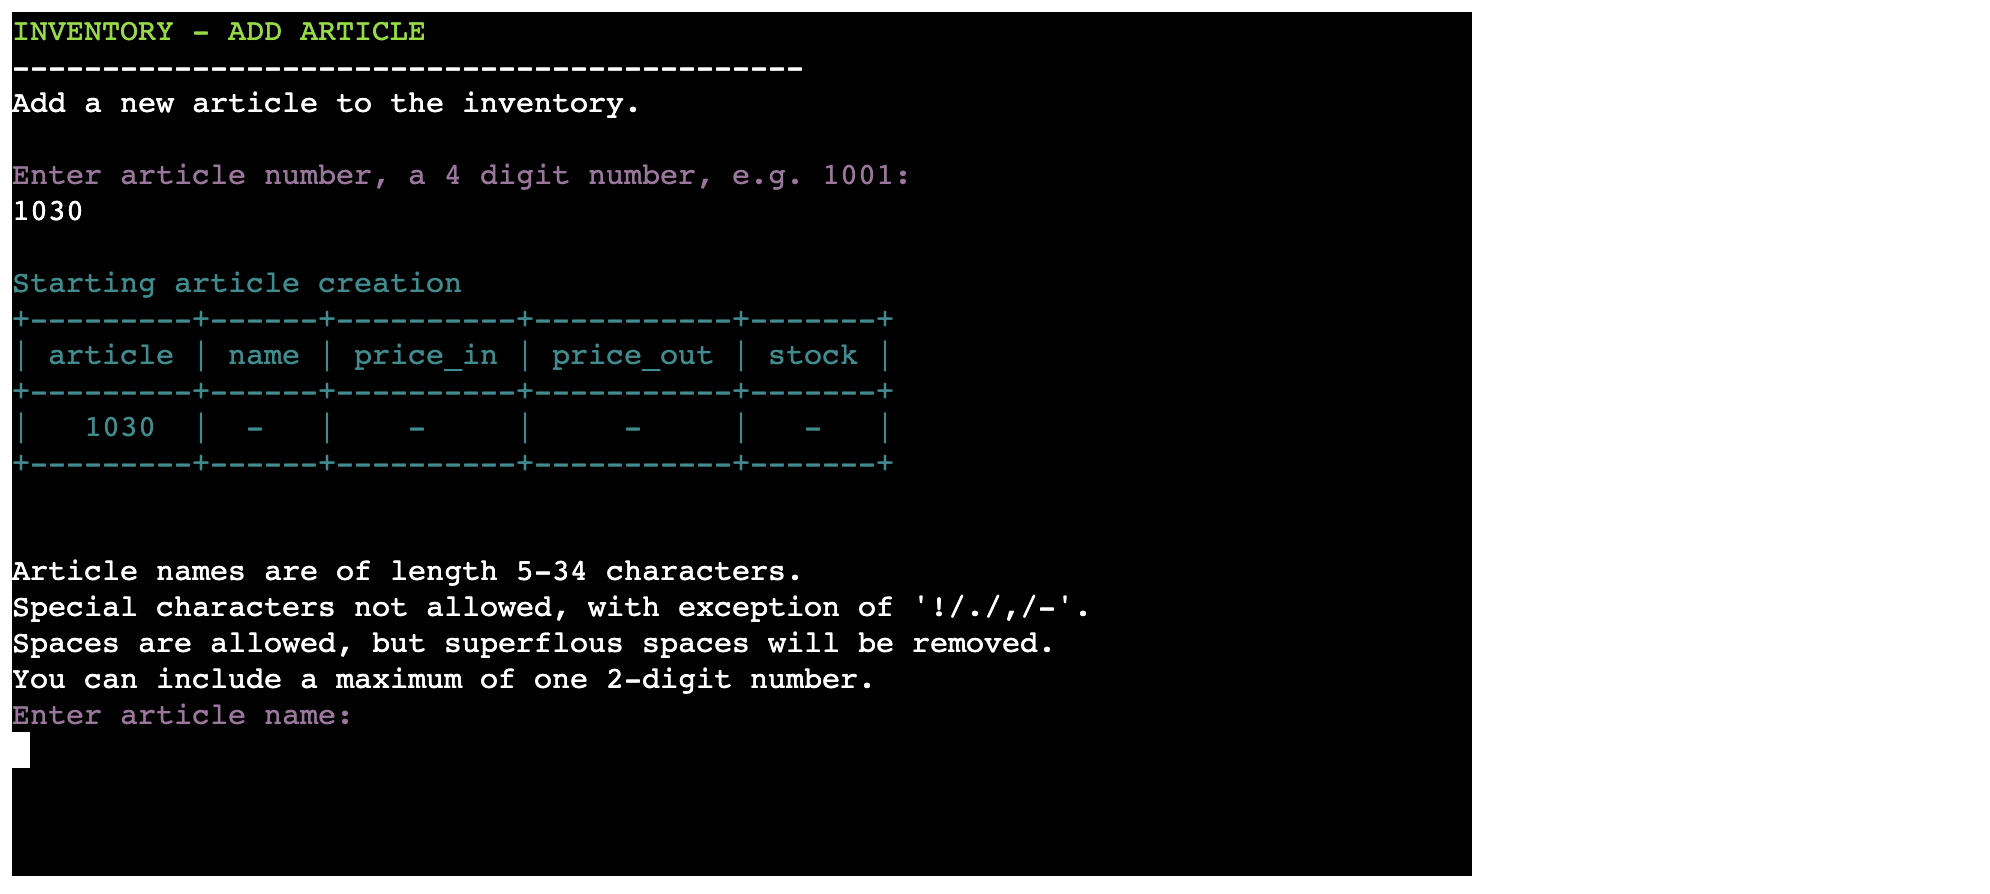 INVENTORY - ADD ARTICLE
--------------------------------------------
Add a new article to the inventory.
Enter article number, a 4 digit number, e.g. 1001:
1030
Starting article creation
+---------+------+----------+-----------+-------+
| article | name | price_in | price_out | stock |
+---------+------+----------+-----------+-------+
|   1030  |  -   |    -     |     -     |   -   |
+---------+------+----------+-----------+-------+
Article names are of length 5-34 characters.
Special characters not allowed, with exception of '!/./,/-'.
Spaces are allowed, but superflous spaces will be removed.
You can include a maximum of one 2-digit number.
Enter article name: